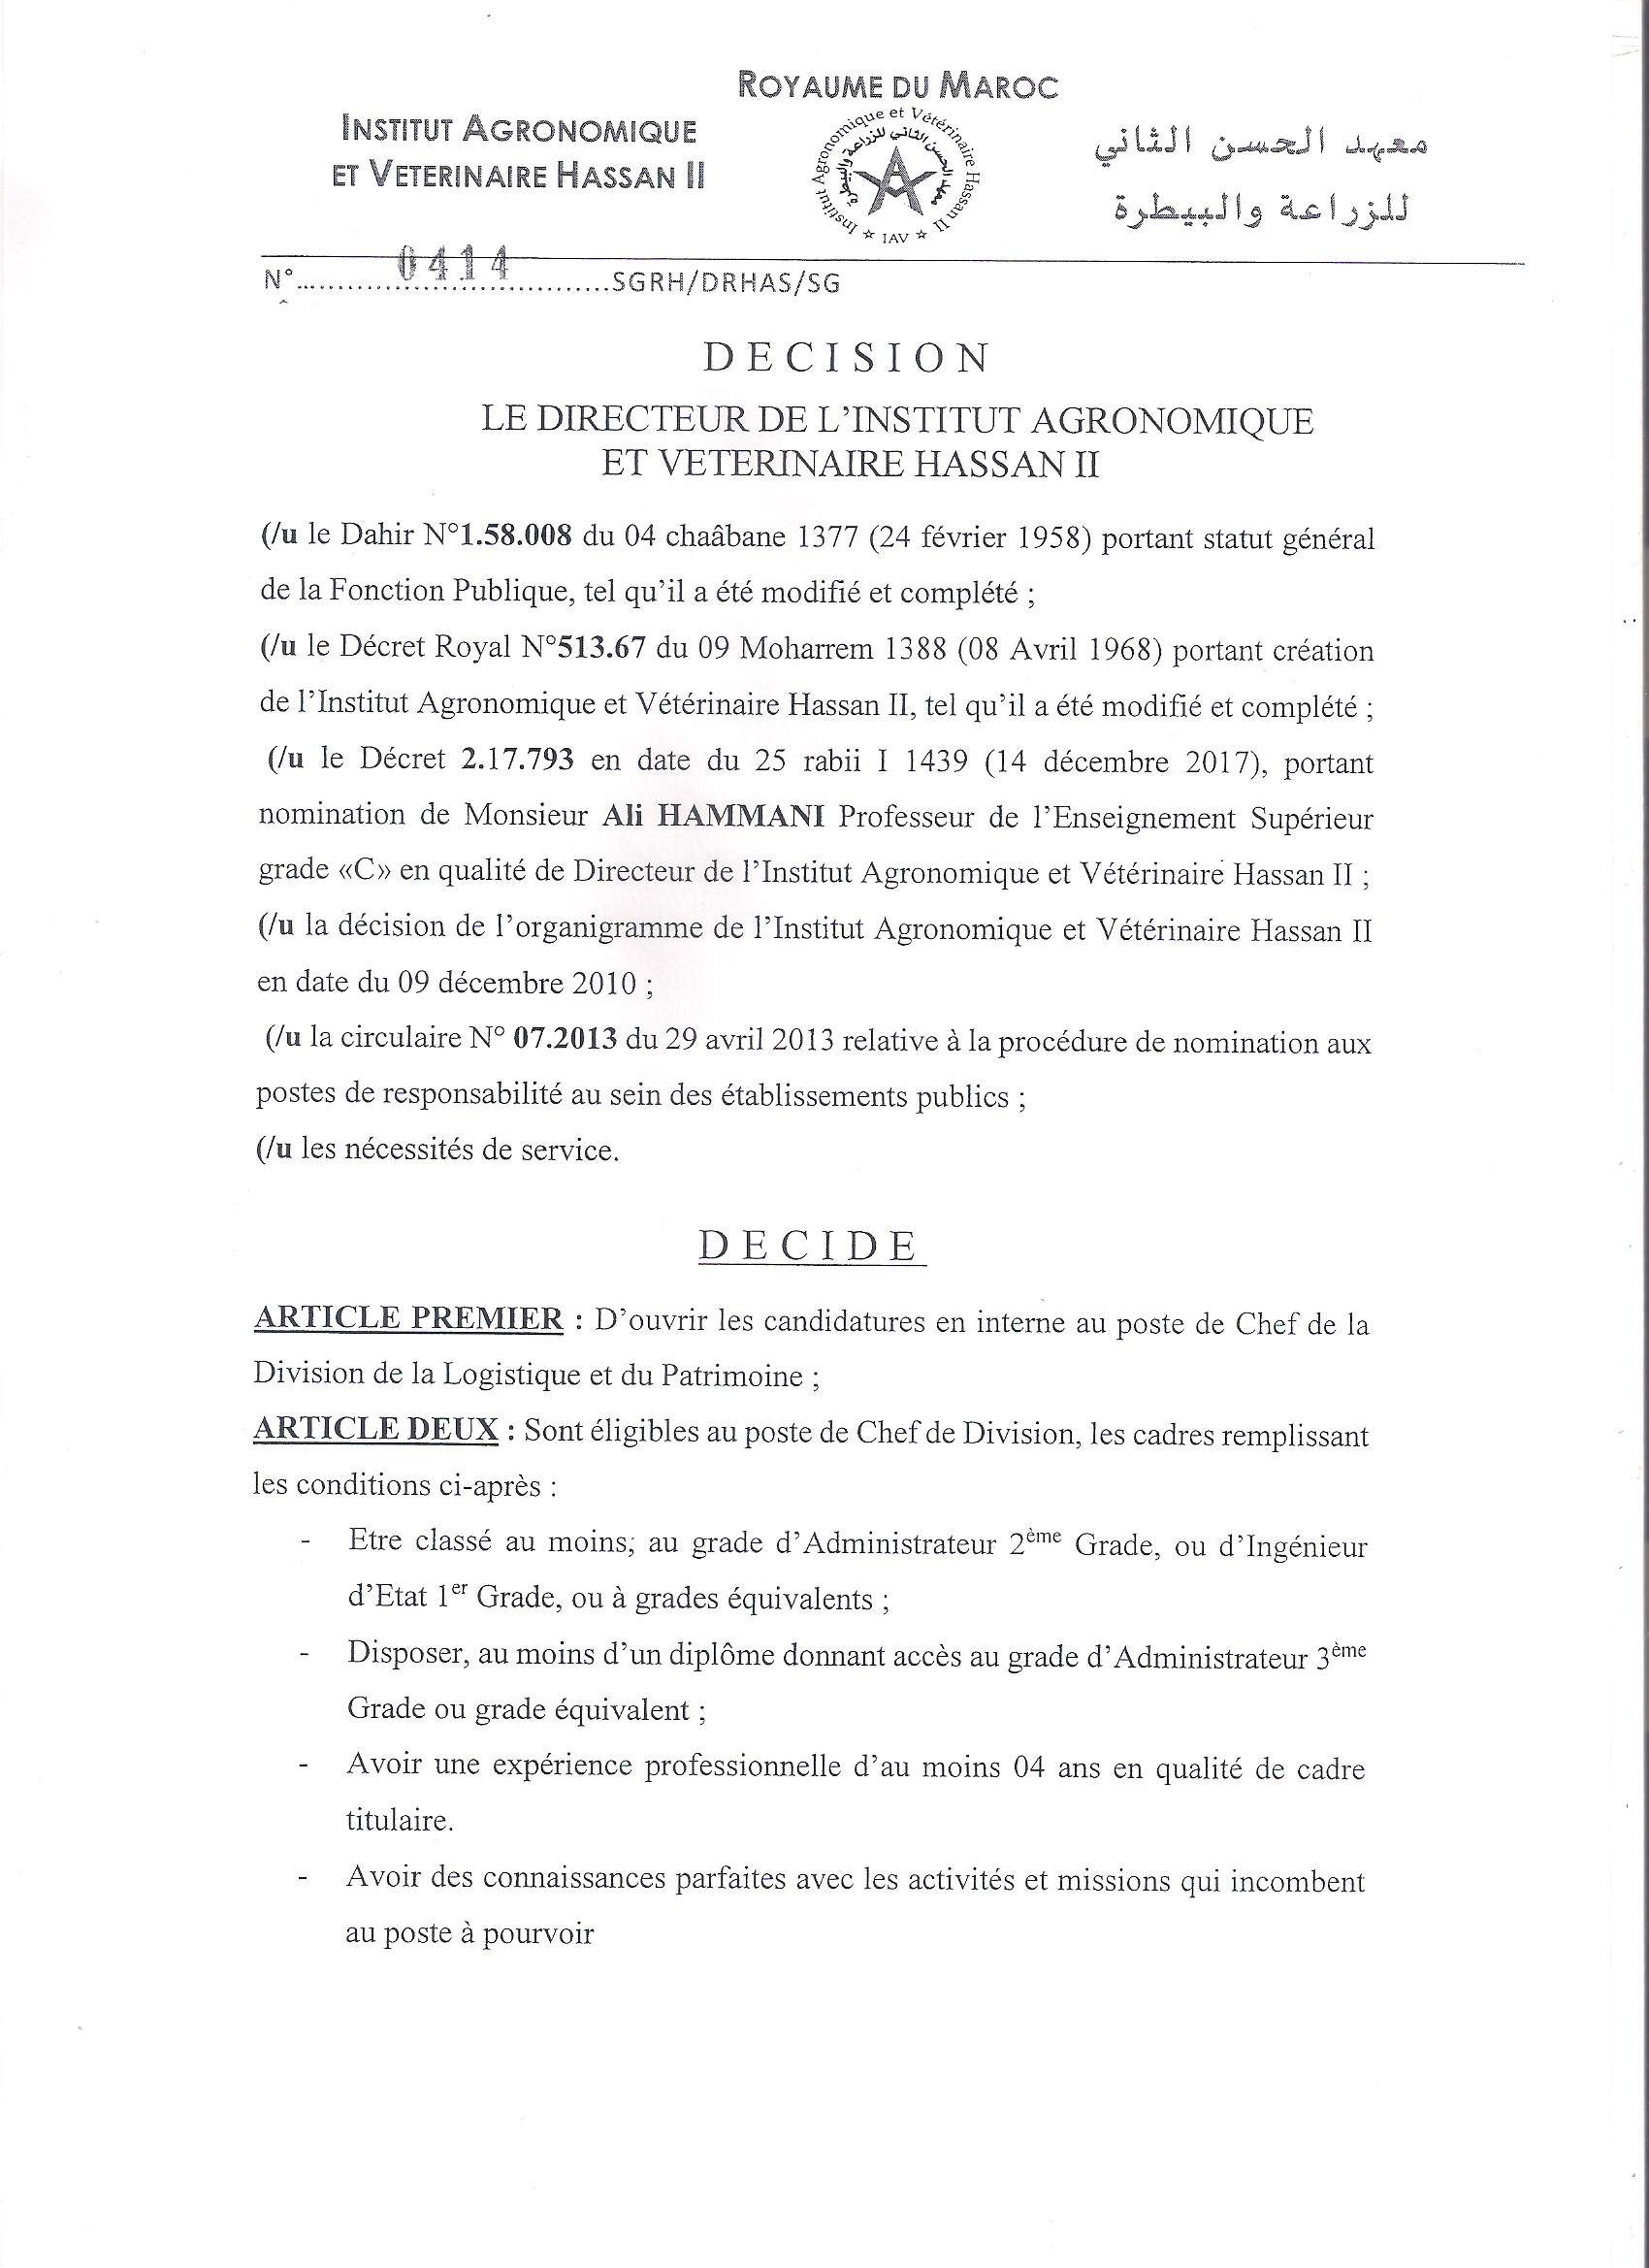 ROYAUME DU MAROC
INSTITUT AGRONOMIQUE
ET VETERINAIRE HASSAN II
Institut Agronomique et Vétérinaire Hassan II
معهد الحسن الثاني للزراعة والبيطرة
☆ IAV ☆
معهد الحسن الثاني
للزراعة والبيطرة
N°.... 0414 ....SGRH/DRHAS/SG
D E C I S I O N
LE DIRECTEUR DE L'INSTITUT AGRONOMIQUE
ET VETERINAIRE HASSAN II
(/u le Dahir N°1.58.008 du 04 chaâbane 1377 (24 février 1958) portant statut général
de la Fonction Publique, tel qu'il a été modifié et complété ;
(/u le Décret Royal N°513.67 du 09 Moharrem 1388 (08 Avril 1968) portant création
de l'Institut Agronomique et Vétérinaire Hassan II, tel qu'il a été modifié et complété ;
(/u le Décret 2.17.793 en date du 25 rabii I 1439 (14 décembre 2017), portant
nomination de Monsieur Ali HAMMANI Professeur de l'Enseignement Supérieur
grade «C» en qualité de Directeur de l'Institut Agronomique et Vétérinaire Hassan II ;
(/u la décision de l'organigramme de l'Institut Agronomique et Vétérinaire Hassan II
en date du 09 décembre 2010 ;
(/u la circulaire N° 07.2013 du 29 avril 2013 relative à la procédure de nomination aux
postes de responsabilité au sein des établissements publics ;
(/u les nécessités de service.
D E C I D E
ARTICLE PREMIER : D'ouvrir les candidatures en interne au poste de Chef de la
Division de la Logistique et du Patrimoine ;
ARTICLE DEUX : Sont éligibles au poste de Chef de Division, les cadres remplissant
les conditions ci-après :
- Etre classé au moins; au grade d'Administrateur 2ème Grade, ou d'Ingénieur
d'Etat 1er Grade, ou à grades équivalents ;
- Disposer, au moins d'un diplôme donnant accès au grade d'Administrateur 3ème
Grade ou grade équivalent ;
- Avoir une expérience professionnelle d'au moins 04 ans en qualité de cadre
titulaire.
- Avoir des connaissances parfaites avec les activités et missions qui incombent
au poste à pourvoir